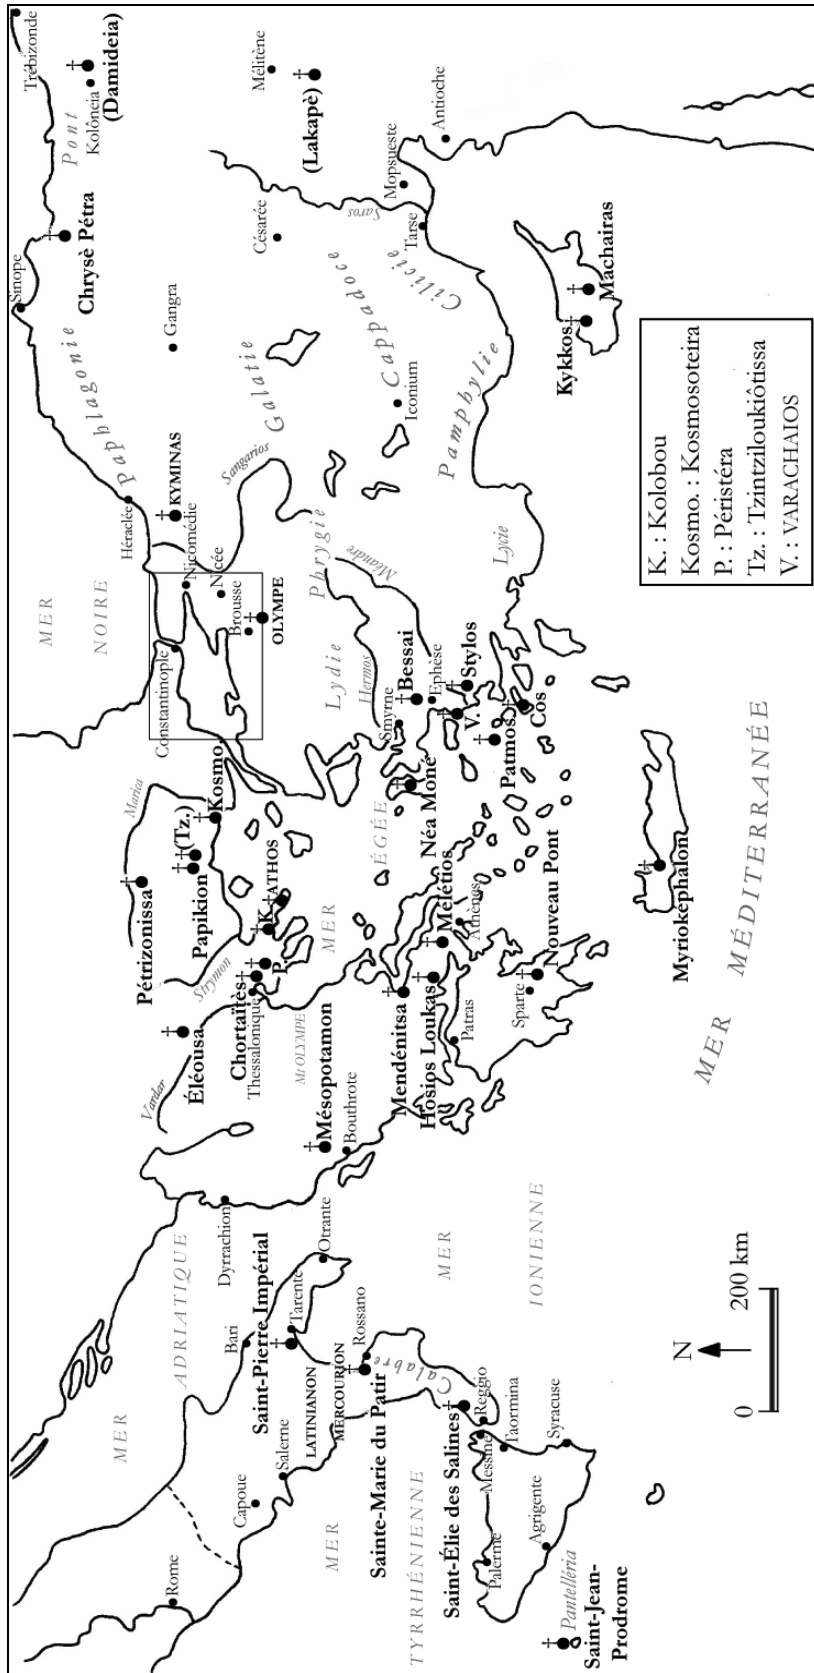 Trébizonde
Pont
Kolôneia
(Damideia)
Sinope
Chrysè Pétra
Paphlagonie
Gangra
Héraclée
KYMINAS
Nicomédie
Nicée
Brousse
OLYMPE
Constantinople
MER
NOIRE
Mélitène
(Lakapè)
Antioche
Mopsueste
Saros
Tarse
Césarée
Cilicie
Cappadoce
Galatie
Iconium
Sangarios
Pamphylie
Phrygie
Méandre
Lycie
Lydie
Hermos
Smyrne
Bessai
Ephèse
Stylos
V.
Patmos
Cos
Néa Moné
Machairas
Kykkos
K. : Kolobou
Kosmo. : Kosmosoteira
P. : Péristéra
Tz. : Tzintziloukiôtissa
V. : VARACHAIOS
Marica
Kosmo.
(Tz.)
Papikion
Pétrizonissa
ATHOS
K.
P.
Strymon
Chortaïtès
Thessalonique
Éléousa
Vardar
MER
ÉGÉE
Mt OLYMPE
Mésopotamon
Bouthrote
Mélétios
Athènes
Mendénitsa
Hosios Loukas
Patras
Nouveau Pont
Sparte
Myrioképhalon
MER MÉDITERRANÉE
Dyrrachion
MER
ADRIATIQUE
Otrante
Tarente
Saint-Pierre Impérial
Bari
LATINIANON
MERCOURION
Rossano
Sainte-Marie du Patir
Calabre
Salerne
Capoue
Rome
MER
TYRRHÉNIENNE
MER
IONIENNE
Saint-Élie des Salines
Reggio
Messine
Taormina
Syracuse
Palerme
Agrigente
Pantelléria
Saint-Jean-
Prodrome
N
0
200 km